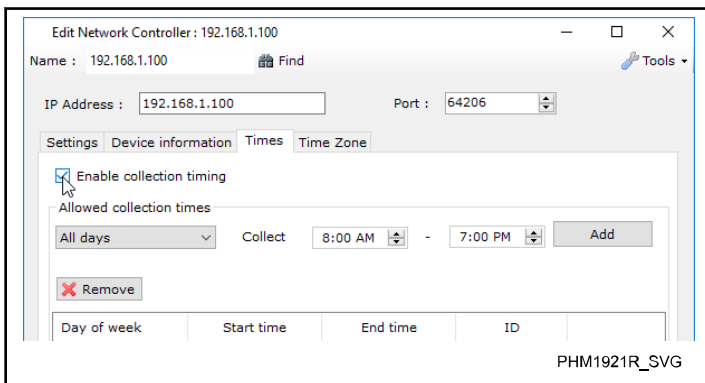 Edit Network Controller : 192.168.1.100
Name : 192.168.1.100 Find Tools
IP Address : 192.168.1.100 Port : 64206
Settings Device information Times Time Zone
Enable collection timing
Allowed collection times
All days Collect 8:00 AM - 7:00 PM Add
Remove
Day of week Start time End time ID
PHM1921R_SVG